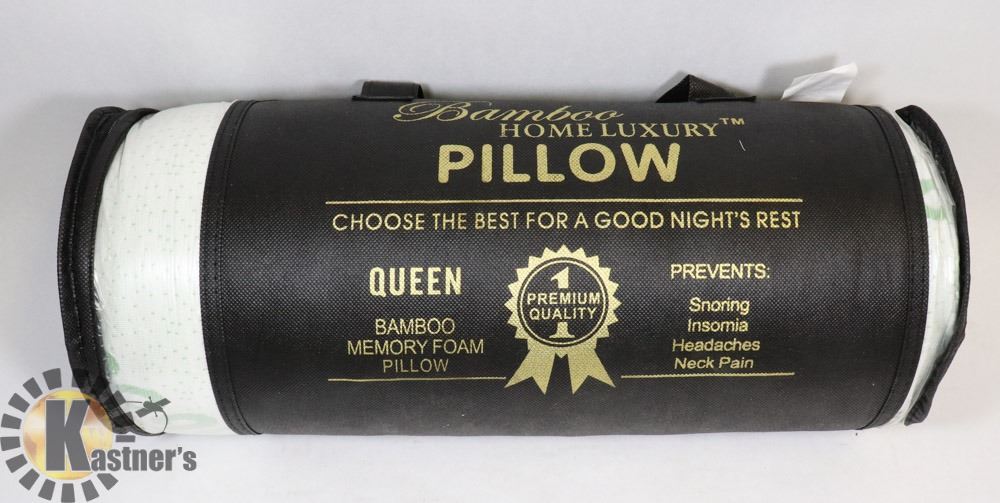 Bamboo
HOME LUXURY™
PILLOW
CHOOSE THE BEST FOR A GOOD NIGHT'S REST
QUEEN
BAMBOO
MEMORY FOAM
PILLOW
1
PREMIUM
QUALITY
PREVENTS:
Snoring
Insomia
Headaches
Neck Pain
Kastner's